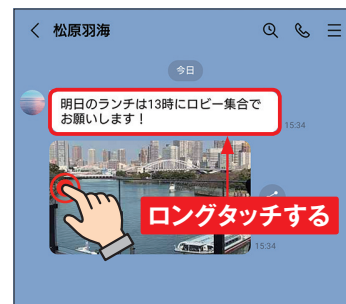 松原羽海
今日
明日のランチは13時にロビー集合で
お願いします！
15:34
ロングタッチする
15:34